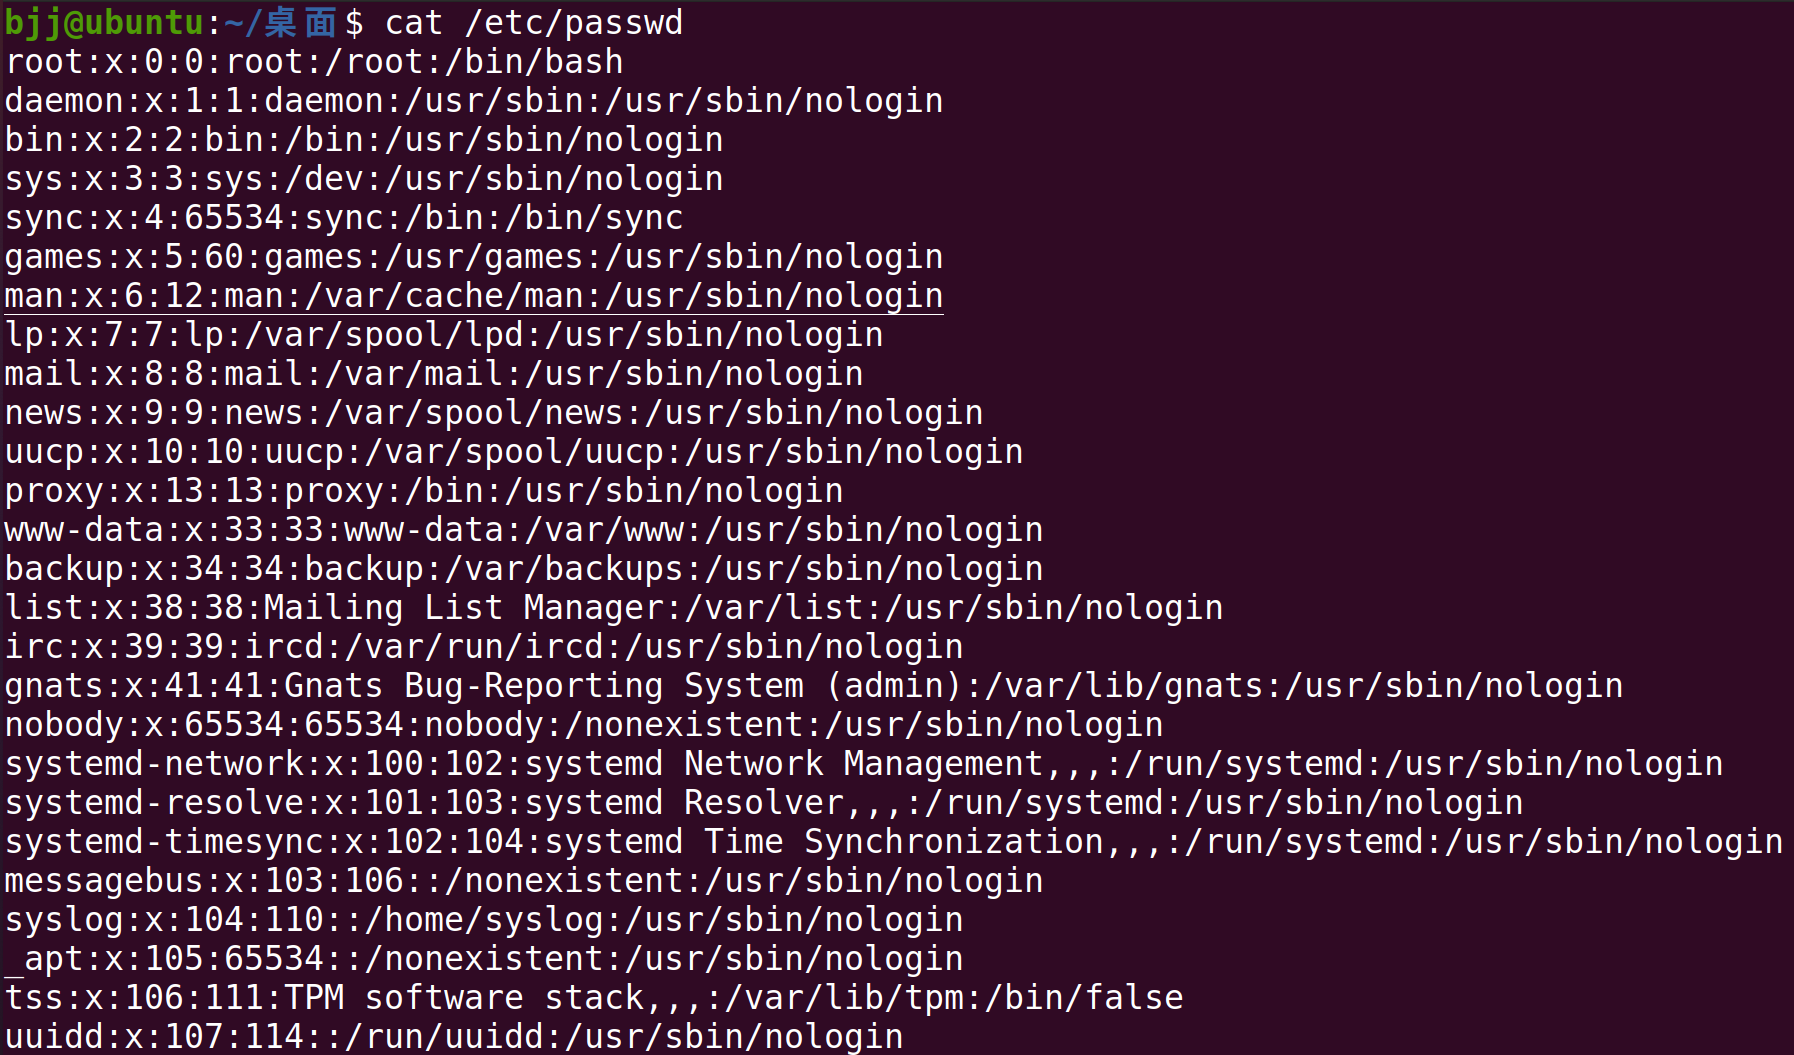 bjj@ubuntu:~/桌面$ cat /etc/passwd
root:x:0:0:root:/root:/bin/bash
daemon:x:1:1:daemon:/usr/sbin:/usr/sbin/nologin
bin:x:2:2:bin:/bin:/usr/sbin/nologin
sys:x:3:3:sys:/dev:/usr/sbin/nologin
sync:x:4:65534:sync:/bin:/bin/sync
games:x:5:60:games:/usr/games:/usr/sbin/nologin
man:x:6:12:man:/var/cache/man:/usr/sbin/nologin
lp:x:7:7:lp:/var/spool/lpd:/usr/sbin/nologin
mail:x:8:8:mail:/var/mail:/usr/sbin/nologin
news:x:9:9:news:/var/spool/news:/usr/sbin/nologin
uucp:x:10:10:uucp:/var/spool/uucp:/usr/sbin/nologin
proxy:x:13:13:proxy:/bin:/usr/sbin/nologin
www-data:x:33:33:www-data:/var/www:/usr/sbin/nologin
backup:x:34:34:backup:/var/backups:/usr/sbin/nologin
list:x:38:38:Mailing List Manager:/var/list:/usr/sbin/nologin
irc:x:39:39:ircd:/var/run/ircd:/usr/sbin/nologin
gnats:x:41:41:Gnats Bug-Reporting System (admin):/var/lib/gnats:/usr/sbin/nologin
nobody:x:65534:65534:nobody:/nonexistent:/usr/sbin/nologin
systemd-network:x:100:102:systemd Network Management,,,:/run/systemd:/usr/sbin/nologin
systemd-resolve:x:101:103:systemd Resolver,,,:/run/systemd:/usr/sbin/nologin
systemd-timesync:x:102:104:systemd Time Synchronization,,,:/run/systemd:/usr/sbin/nologin
messagebus:x:103:106::/nonexistent:/usr/sbin/nologin
syslog:x:104:110::/home/syslog:/usr/sbin/nologin
_apt:x:105:65534::/nonexistent:/usr/sbin/nologin
tss:x:106:111:TPM software stack,,,:/var/lib/tpm:/bin/false
uuidd:x:107:114::/run/uuidd:/usr/sbin/nologin